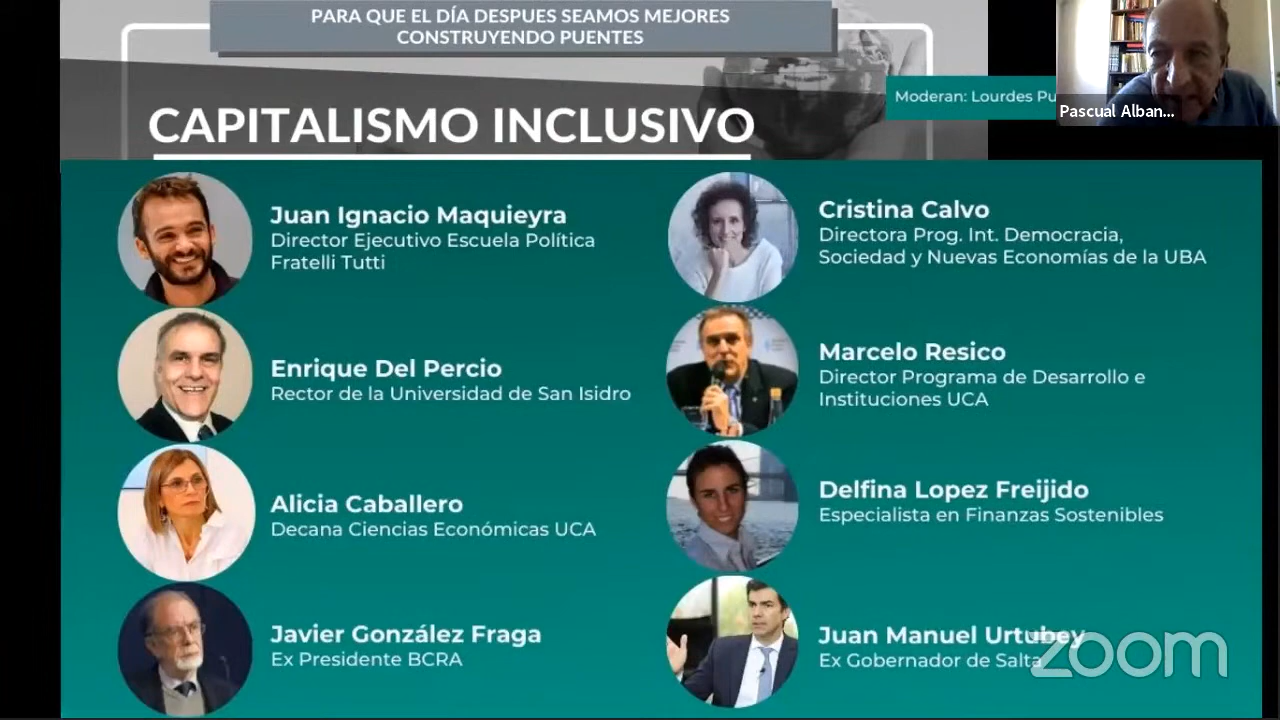 PARA QUE EL DÍA DESPUES SEAMOS MEJORES
CONSTRUYENDO PUENTES
CAPITALISMO INCLUSIVO
Moderan: Lourdes
Pascual Alban...
Juan Ignacio Maquieyra
Director Ejecutivo Escuela Política
Fratelli Tutti
Cristina Calvo
Directora Prog. Int. Democracia,
Sociedad y Nuevas Economías de la UBA
Enrique Del Percio
Rector de la Universidad de San Isidro
Marcelo Resico
Director Programa de Desarrollo e
Instituciones UCA
Alicia Caballero
Decana Ciencias Económicas UCA
Delfina Lopez Freijido
Especialista en Finanzas Sostenibles
Javier González Fraga
Ex Presidente BCRA
Juan Manuel Urtubey
Ex Gobernador de Salta
zoom